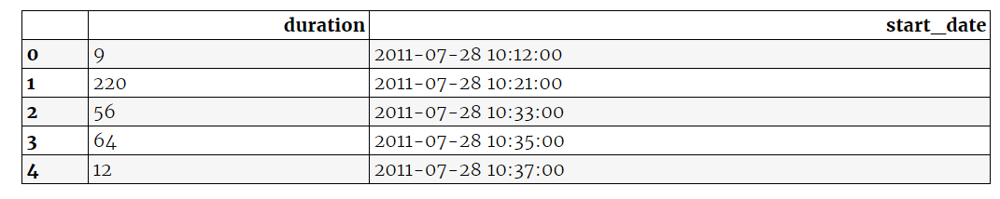 duration start_date
0 9 2011-07-28 10:12:00
1 220 2011-07-28 10:21:00
2 56 2011-07-28 10:33:00
3 64 2011-07-28 10:35:00
4 12 2011-07-28 10:37:00